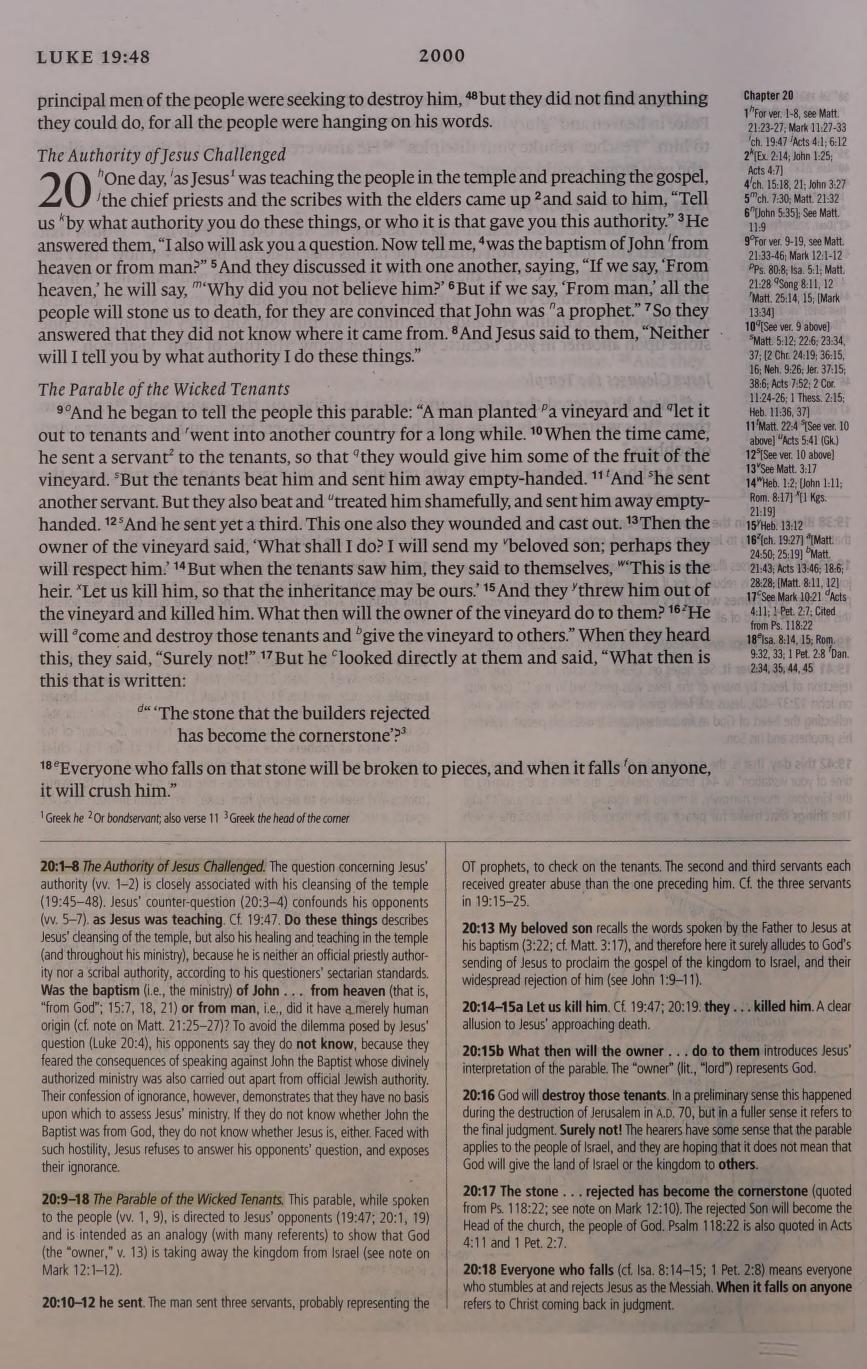 LUKE 19:48
2000
principal men of the people were seeking to destroy him, ⁴⁸but they did not find anything
they could do, for all the people were hanging on his words.
The Authority of Jesus Challenged
20 ʰOne day, ⁱas Jesus¹ was teaching the people in the temple and preaching the gospel,
ʲthe chief priests and the scribes with the elders came up ²and said to him, “Tell
us ᵏby what authority you do these things, or who it is that gave you this authority.” ³He
answered them, “I also will ask you a question. Now tell me, ⁴was the baptism of John ˡfrom
heaven or from man?” ⁵And they discussed it with one another, saying, “If we say, ‘From
heaven,’ he will say, ᵐ‘Why did you not believe him?’ ⁶But if we say, ‘From man,’ all the
people will stone us to death, for they are convinced that John was ⁿa prophet.” ⁷So they
answered that they did not know where it came from. ⁸And Jesus said to them, “Neither
will I tell you by what authority I do these things.”
The Parable of the Wicked Tenants
⁹ᵒAnd he began to tell the people this parable: “A man planted ᵖa vineyard and qlet it
out to tenants and ʳwent into another country for a long while. ¹⁰When the time came,
he sent a servant² to the tenants, so that qthey would give him some of the fruit of the
vineyard. ˢBut the tenants beat him and sent him away empty-handed. ¹¹ᵗAnd ˢhe sent
another servant. But they also beat and ᵘtreated him shamefully, and sent him away empty-
handed. ¹²ˢAnd he sent yet a third. This one also they wounded and cast out. ¹³Then the
owner of the vineyard said, ‘What shall I do? I will send my ᵛbeloved son; perhaps they
will respect him.’ ¹⁴But when the tenants saw him, they said to themselves, ʷ‘This is the
heir. ˣLet us kill him, so that the inheritance may be ours.’ ¹⁵And they ʸthrew him out of
the vineyard and killed him. What then will the owner of the vineyard do to them? ¹⁶ᶻHe
will ᵃcome and destroy those tenants and ᵇgive the vineyard to others.” When they heard
this, they said, “Surely not!” ¹⁷But he ᶜlooked directly at them and said, “What then is
this that is written:
ᵈ“ ‘The stone that the builders rejected
has become the cornerstone’?³
¹⁸ᵉEveryone who falls on that stone will be broken to pieces, and when it falls ᶠon anyone,
it will crush him.”
¹ Greek he ² Or bondservant; also verse 11 ³ Greek the head of the corner
Chapter 20
1ʰFor ver. 1-8, see Matt.
21:23-27; Mark 11:27-33
ⁱch. 19:47 ʲActs 4:1; 6:12
2ᵏ[Ex. 2:14; John 1:25;
Acts 4:7]
4ˡch. 15:18, 21; John 3:27
5ᵐch. 7:30; Matt. 21:32
6ⁿ[John 5:35]; See Matt.
11:9
9ᵒFor ver. 9-19, see Matt.
21:33-46; Mark 12:1-12
ᵖPs. 80:8; Isa. 5:1; Matt.
21:28 qSong 8:11, 12
ʳMatt. 25:14, 15; [Mark
13:34]
10q[See ver. 9 above]
ˢMatt. 5:12; 22:6; 23:34,
37; [2 Chr. 24:19; 36:15,
16; Neh. 9:26; Jer. 37:15;
38:6; Acts 7:52; 2 Cor.
11:24-26; 1 Thess. 2:15;
Heb. 11:36, 37]
11ᵗMatt. 22:4 ˢ[See ver. 10
above] ᵘActs 5:41 (Gk.)
12ˢ[See ver. 10 above]
13ᵛSee Matt. 3:17
14ʷHeb. 1:2; [John 1:11;
Rom. 8:17] ˣ[1 Kgs.
21:19]
15ʸHeb. 13:12
16ᶻ[ch. 19:27] ᵃ[Matt.
24:50; 25:19] ᵇMatt.
21:43; Acts 13:46; 18:6;
28:28; [Matt. 8:11, 12]
17ᶜSee Mark 10:21 ᵈActs
4:11; 1 Pet. 2:7; Cited
from Ps. 118:22
18ᵉIsa. 8:14, 15; Rom.
9:32, 33; 1 Pet. 2:8 ᶠDan.
2:34, 35, 44, 45
20:1–8 The Authority of Jesus Challenged. The question concerning Jesus’
authority (vv. 1–2) is closely associated with his cleansing of the temple
(19:45–48). Jesus’ counter-question (20:3–4) confounds his opponents
(vv. 5–7). as Jesus was teaching. Cf. 19:47. Do these things describes
Jesus’ cleansing of the temple, but also his healing and teaching in the temple
(and throughout his ministry), because he is neither an official priestly author-
ity nor a scribal authority, according to his questioners’ sectarian standards.
Was the baptism (i.e., the ministry) of John . . . from heaven (that is,
“from God”; 15:7, 18, 21) or from man, i.e., did it have a merely human
origin (cf. note on Matt. 21:25–27)? To avoid the dilemma posed by Jesus’
question (Luke 20:4), his opponents say they do not know, because they
feared the consequences of speaking against John the Baptist whose divinely
authorized ministry was also carried out apart from official Jewish authority.
Their confession of ignorance, however, demonstrates that they have no basis
upon which to assess Jesus’ ministry. If they do not know whether John the
Baptist was from God, they do not know whether Jesus is, either. Faced with
such hostility, Jesus refuses to answer his opponents’ question, and exposes
their ignorance.
20:9–18 The Parable of the Wicked Tenants. This parable, while spoken
to the people (vv. 1, 9), is directed to Jesus’ opponents (19:47; 20:1, 19)
and is intended as an analogy (with many referents) to show that God
(the “owner,” v. 13) is taking away the kingdom from Israel (see note on
Mark 12:1–12).
20:10–12 he sent. The man sent three servants, probably representing the
OT prophets, to check on the tenants. The second and third servants each
received greater abuse than the one preceding him. Cf. the three servants
in 19:15–25.
20:13 My beloved son recalls the words spoken by the Father to Jesus at
his baptism (3:22; cf. Matt. 3:17), and therefore here it surely alludes to God’s
sending of Jesus to proclaim the gospel of the kingdom to Israel, and their
widespread rejection of him (see John 1:9–11).
20:14–15a Let us kill him. Cf. 19:47; 20:19. they . . . killed him. A clear
allusion to Jesus’ approaching death.
20:15b What then will the owner . . . do to them introduces Jesus’
interpretation of the parable. The “owner” (lit., “lord”) represents God.
20:16 God will destroy those tenants. In a preliminary sense this happened
during the destruction of Jerusalem in A.D. 70, but in a fuller sense it refers to
the final judgment. Surely not! The hearers have some sense that the parable
applies to the people of Israel, and they are hoping that it does not mean that
God will give the land of Israel or the kingdom to others.
20:17 The stone . . . rejected has become the cornerstone (quoted
from Ps. 118:22; see note on Mark 12:10). The rejected Son will become the
Head of the church, the people of God. Psalm 118:22 is also quoted in Acts
4:11 and 1 Pet. 2:7.
20:18 Everyone who falls (cf. Isa. 8:14–15; 1 Pet. 2:8) means everyone
who stumbles at and rejects Jesus as the Messiah. When it falls on anyone
refers to Christ coming back in judgment.